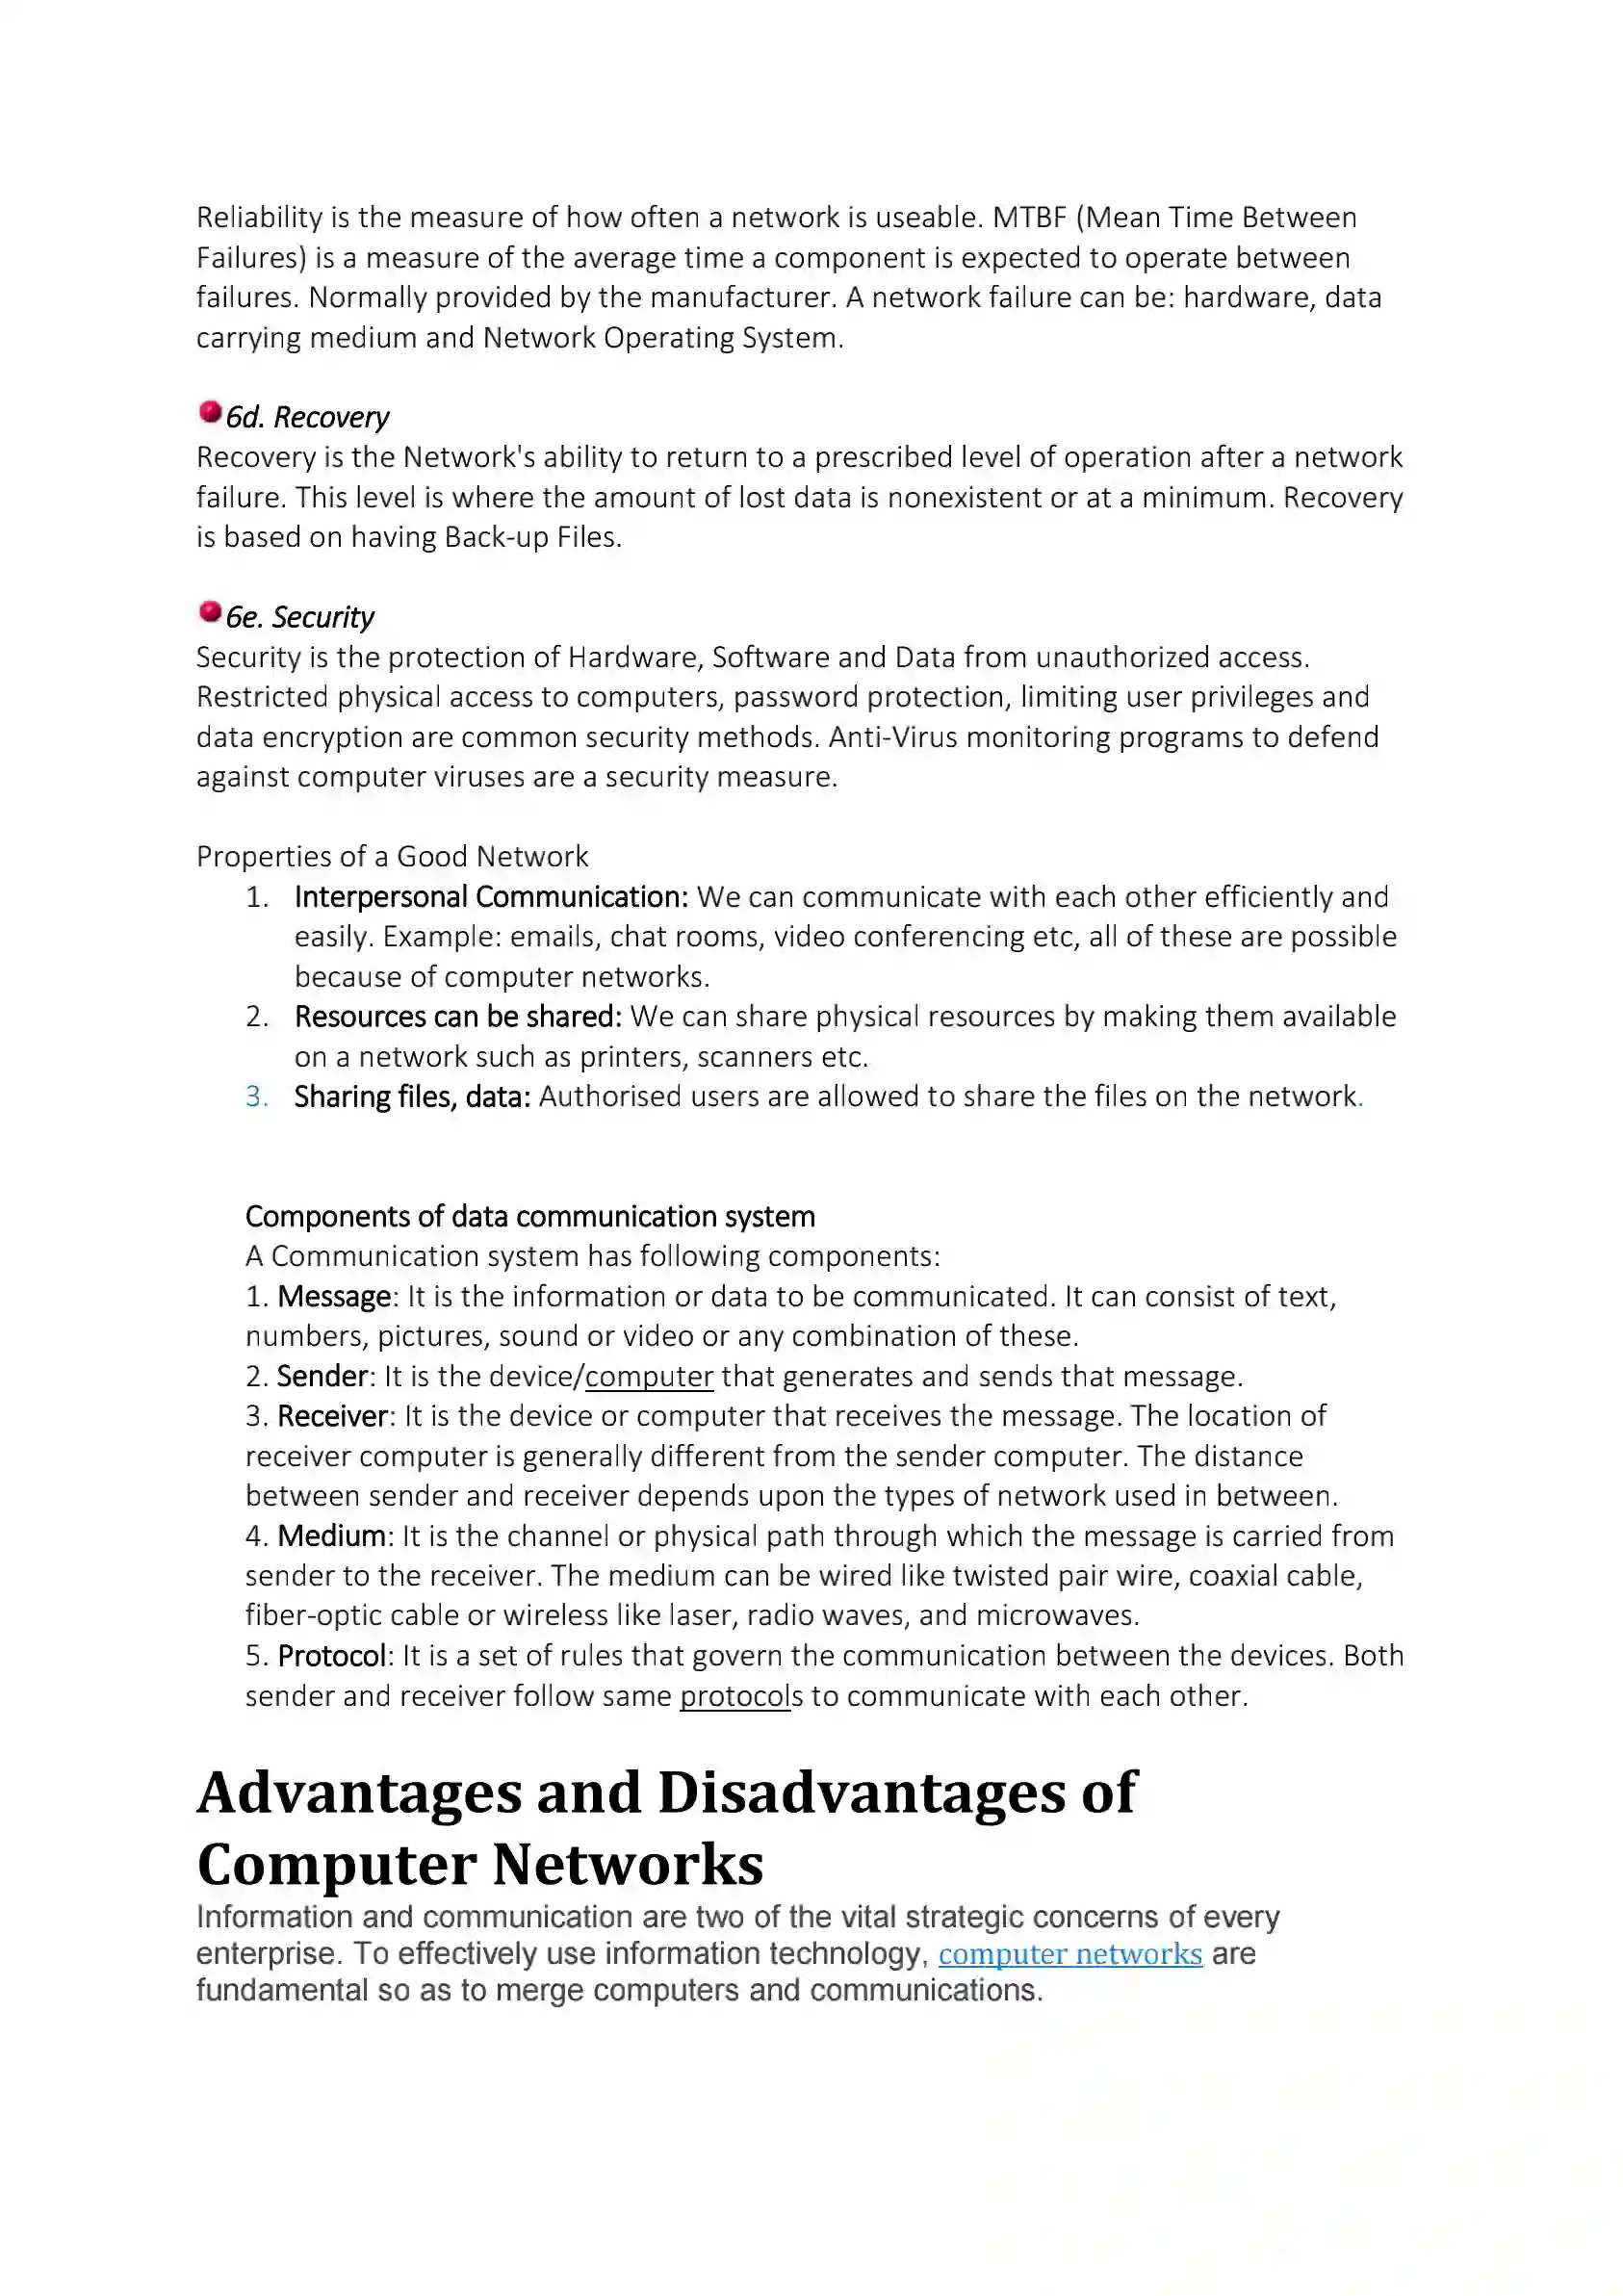 Reliability is the measure of how often a network is useable. MTBF (Mean Time Between
Failures) is a measure of the average time a component is expected to operate between
failures. Normally provided by the manufacturer. A network failure can be: hardware, data
carrying medium and Network Operating System.
6d. Recovery
Recovery is the Network's ability to return to a prescribed level of operation after a network
failure. This level is where the amount of lost data is nonexistent or at a minimum. Recovery
is based on having Back-up Files.
6e. Security
Security is the protection of Hardware, Software and Data from unauthorized access.
Restricted physical access to computers, password protection, limiting user privileges and
data encryption are common security methods. Anti-Virus monitoring programs to defend
against computer viruses are a security measure.
Properties of a Good Network
1. Interpersonal Communication: We can communicate with each other efficiently and
easily. Example: emails, chat rooms, video conferencing etc, all of these are possible
because of computer networks.
2. Resources can be shared: We can share physical resources by making them available
on a network such as printers, scanners etc.
3. Sharing files, data: Authorised users are allowed to share the files on the network.
Components of data communication system
A Communication system has following components:
1. Message: It is the information or data to be communicated. It can consist of text,
numbers, pictures, sound or video or any combination of these.
2. Sender: It is the device/computer that generates and sends that message.
3. Receiver: It is the device or computer that receives the message. The location of
receiver computer is generally different from the sender computer. The distance
between sender and receiver depends upon the types of network used in between.
4. Medium: It is the channel or physical path through which the message is carried from
sender to the receiver. The medium can be wired like twisted pair wire, coaxial cable,
fiber-optic cable or wireless like laser, radio waves, and microwaves.
5. Protocol: It is a set of rules that govern the communication between the devices. Both
sender and receiver follow same protocols to communicate with each other.
Advantages and Disadvantages of
Computer Networks
Information and communication are two of the vital strategic concerns of every
enterprise. To effectively use information technology, computer networks are
fundamental so as to merge computers and communications.